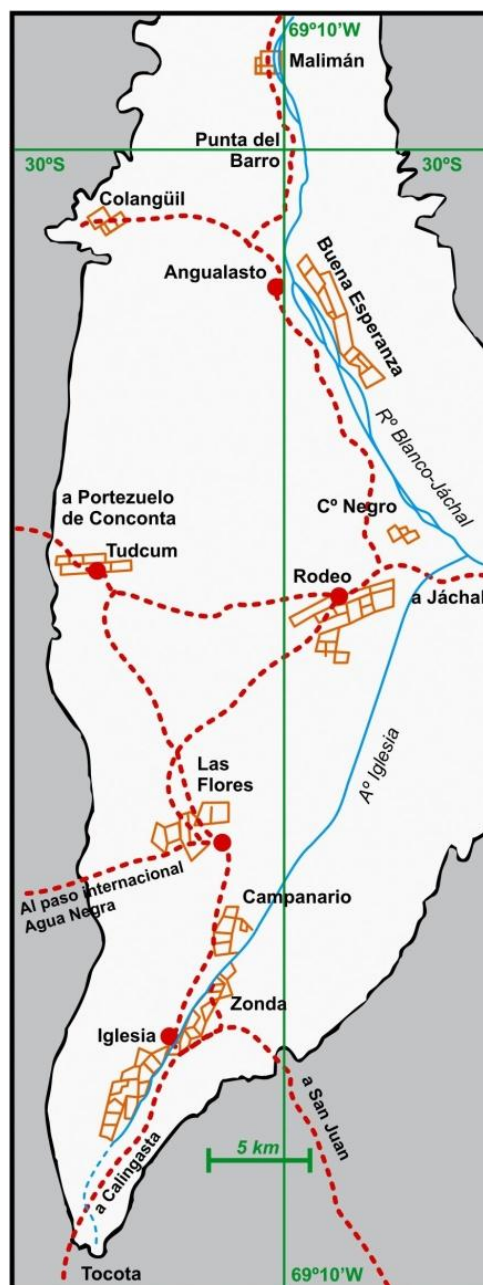 69º10'W
Malimán
Punta del
Barro
30ºS
30ºS
Colangüil
Angualasto
Buena Esperanza
Rº Blanco-Jáchal
a Portezuelo
de Conconta
Tudcum
Cº Negro
Rodeo
a Jáchal
Aº Iglesia
Las
Flores
Al paso internacional
Agua Negra
Campanario
Zonda
Iglesia
a San Juan
5 km
a Calingasta
Tocota
69º10'W